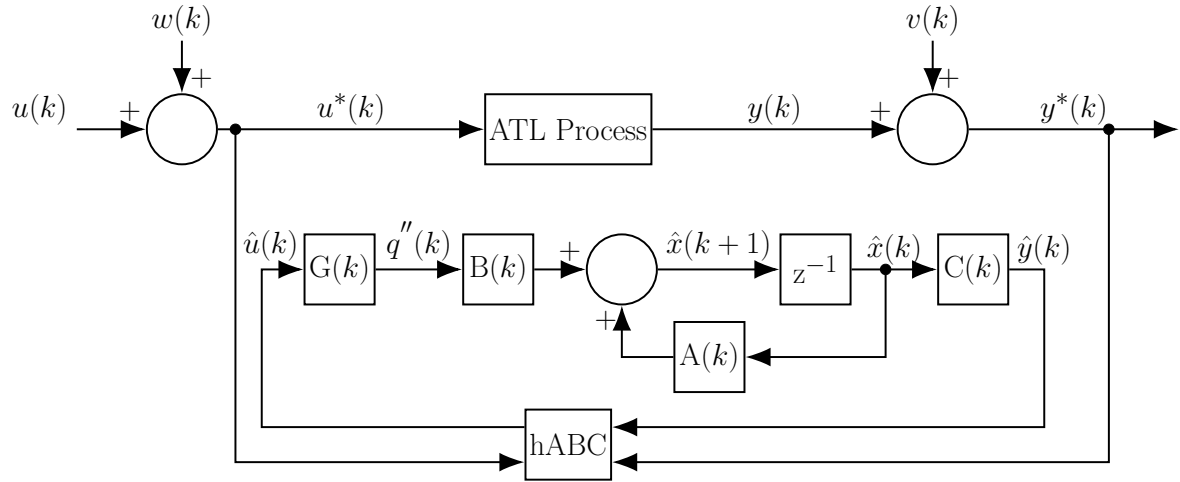 w(k)
+
u(k)
+
u*(k)
ATL Process
y(k)
+
v(k)
+
y*(k)
û(k)
G(k)
q″(k)
B(k)
+
x̂(k + 1)
z⁻¹
x̂(k)
C(k)
ŷ(k)
+
A(k)
hABC